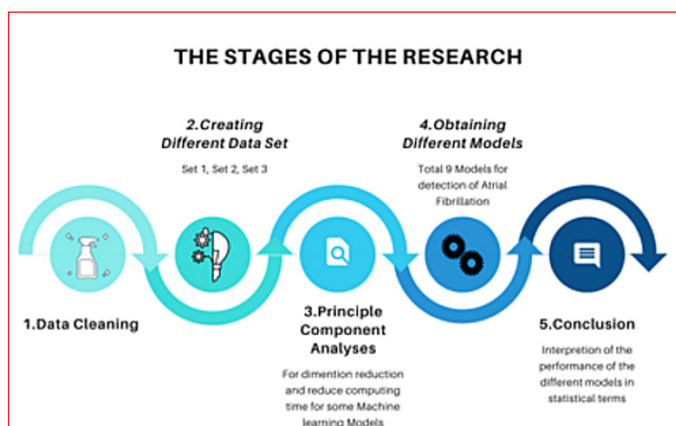 THE STAGES OF THE RESEARCH
2.Creating
Different Data Set
Set 1, Set 2, Set 3
4.Obtaining
Different Models
Total 9 Models for
detection of Atrial
Fibrillation
1.Data Cleaning
3.Principle
Component
Analyses
For dimention reduction
and reduce computing
time for some Machine
learning Models
5.Conclusion
Interpretion of the
performance of the
different models in
statistical terms